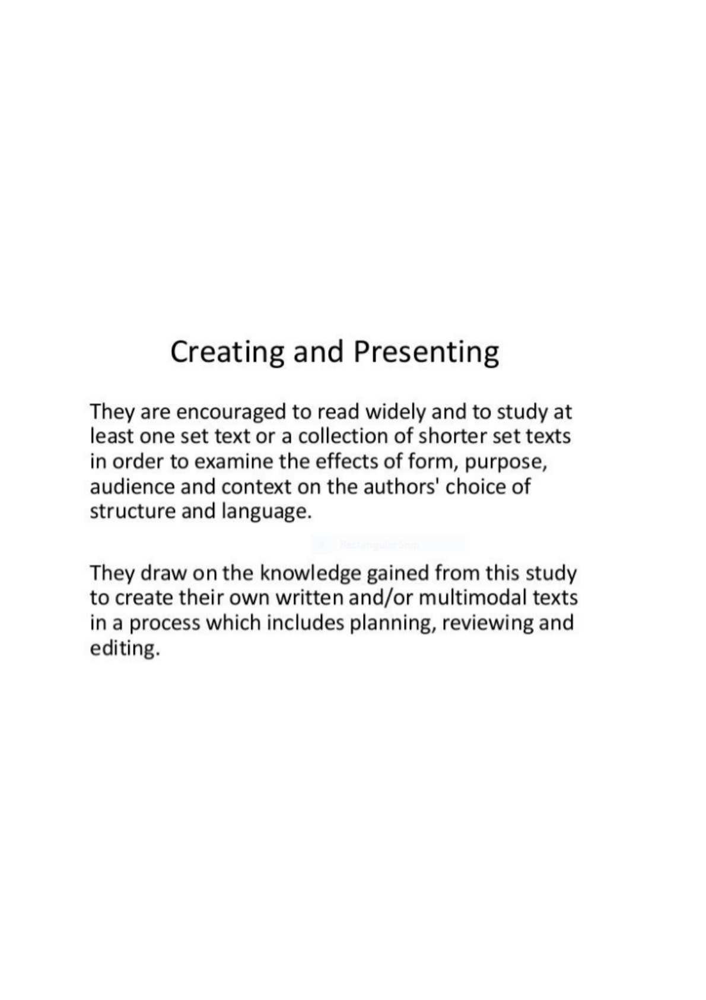 Creating and Presenting
They are encouraged to read widely and to study at
least one set text or a collection of shorter set texts
in order to examine the effects of form, purpose,
audience and context on the authors' choice of
structure and language.
Rectangular Snip
They draw on the knowledge gained from this study
to create their own written and/or multimodal texts
in a process which includes planning, reviewing and
editing.